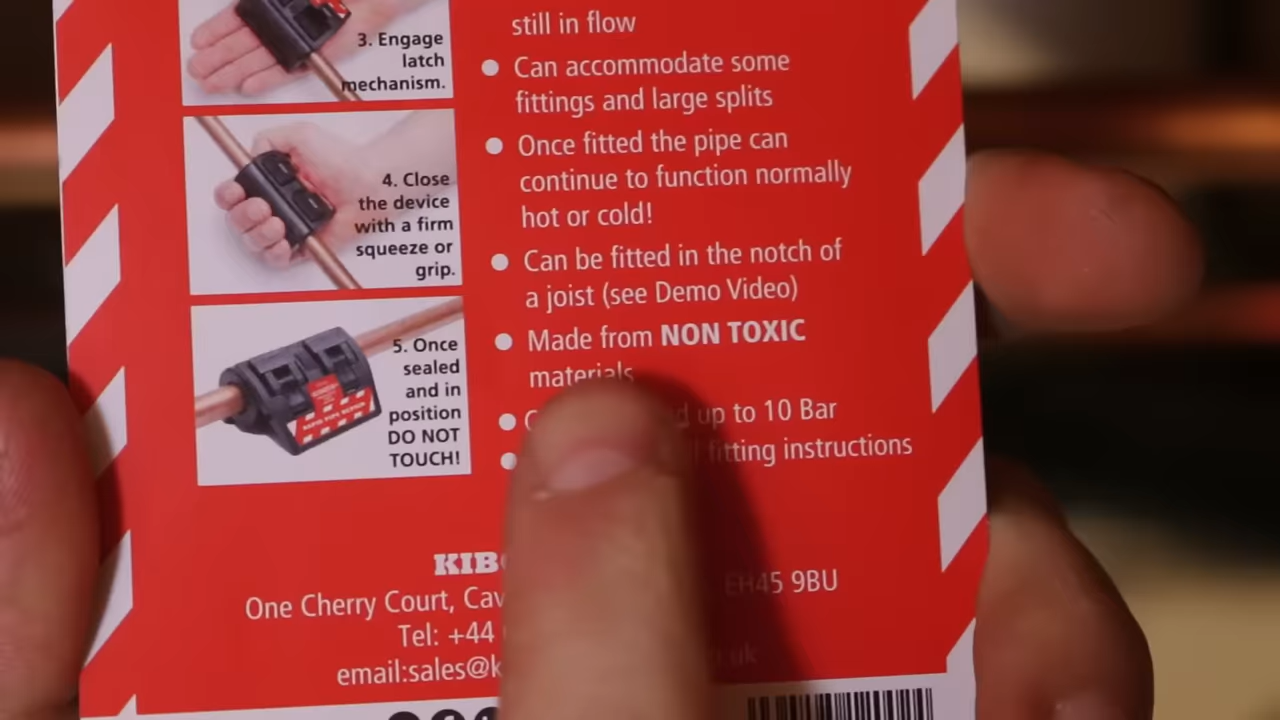 3. Engage
latch
mechanism.
4. Close
the device
with a firm
squeeze or
grip.
5. Once
sealed
and in
position
DO NOT
TOUCH!
still in flow
Can accommodate some
fittings and large splits
Once fitted the pipe can
continue to function normally
hot or cold!
Can be fitted in the notch of
a joist (see Demo Video)
Made from NON TOXIC
materials
up to 10 Bar
fitting instructions
EH45 9BU
One Cherry Court,
Tel: +44